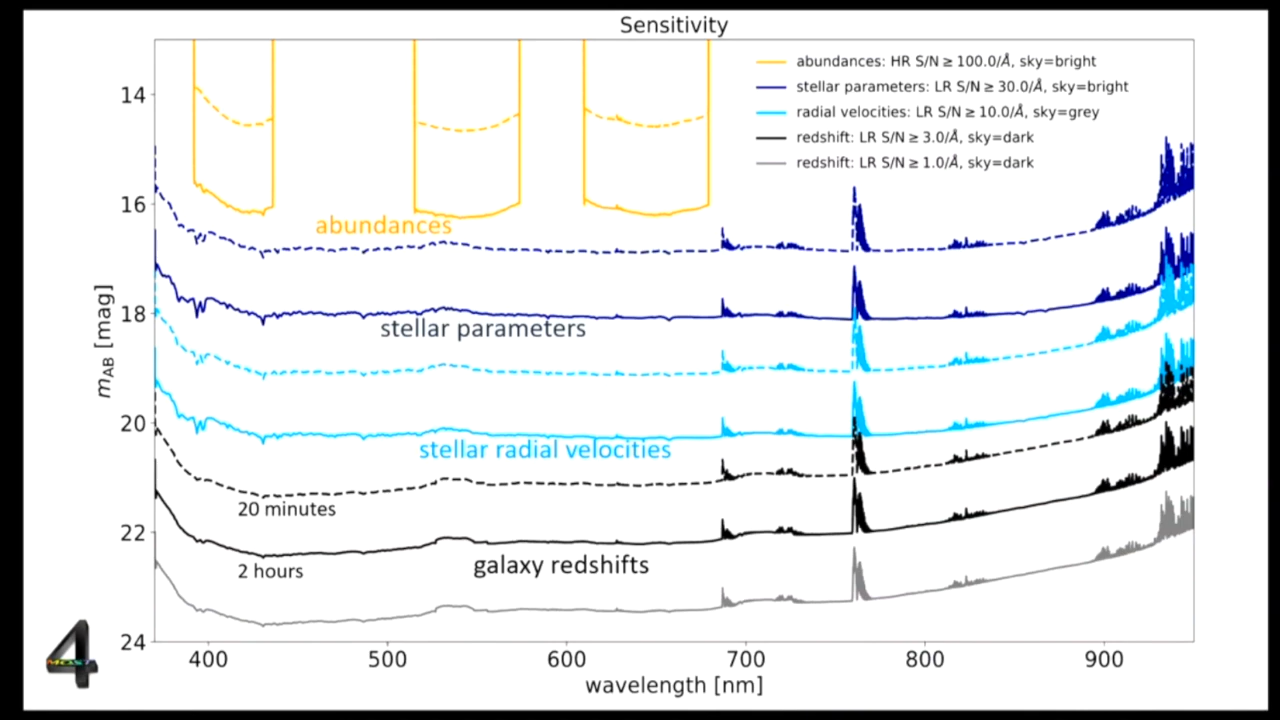 Sensitivity
abundances: HR S/N ≥ 100.0/Å, sky=bright
stellar parameters: LR S/N ≥ 30.0/Å, sky=bright
radial velocities: LR S/N ≥ 10.0/Å, sky=grey
redshift: LR S/N ≥ 3.0/Å, sky=dark
redshift: LR S/N ≥ 1.0/Å, sky=dark
14
16
18
20
22
24
m_AB [mag]
abundances
stellar parameters
stellar radial velocities
20 minutes
2 hours
galaxy redshifts
400 500 600 700 800 900
wavelength [nm]
4
MOST